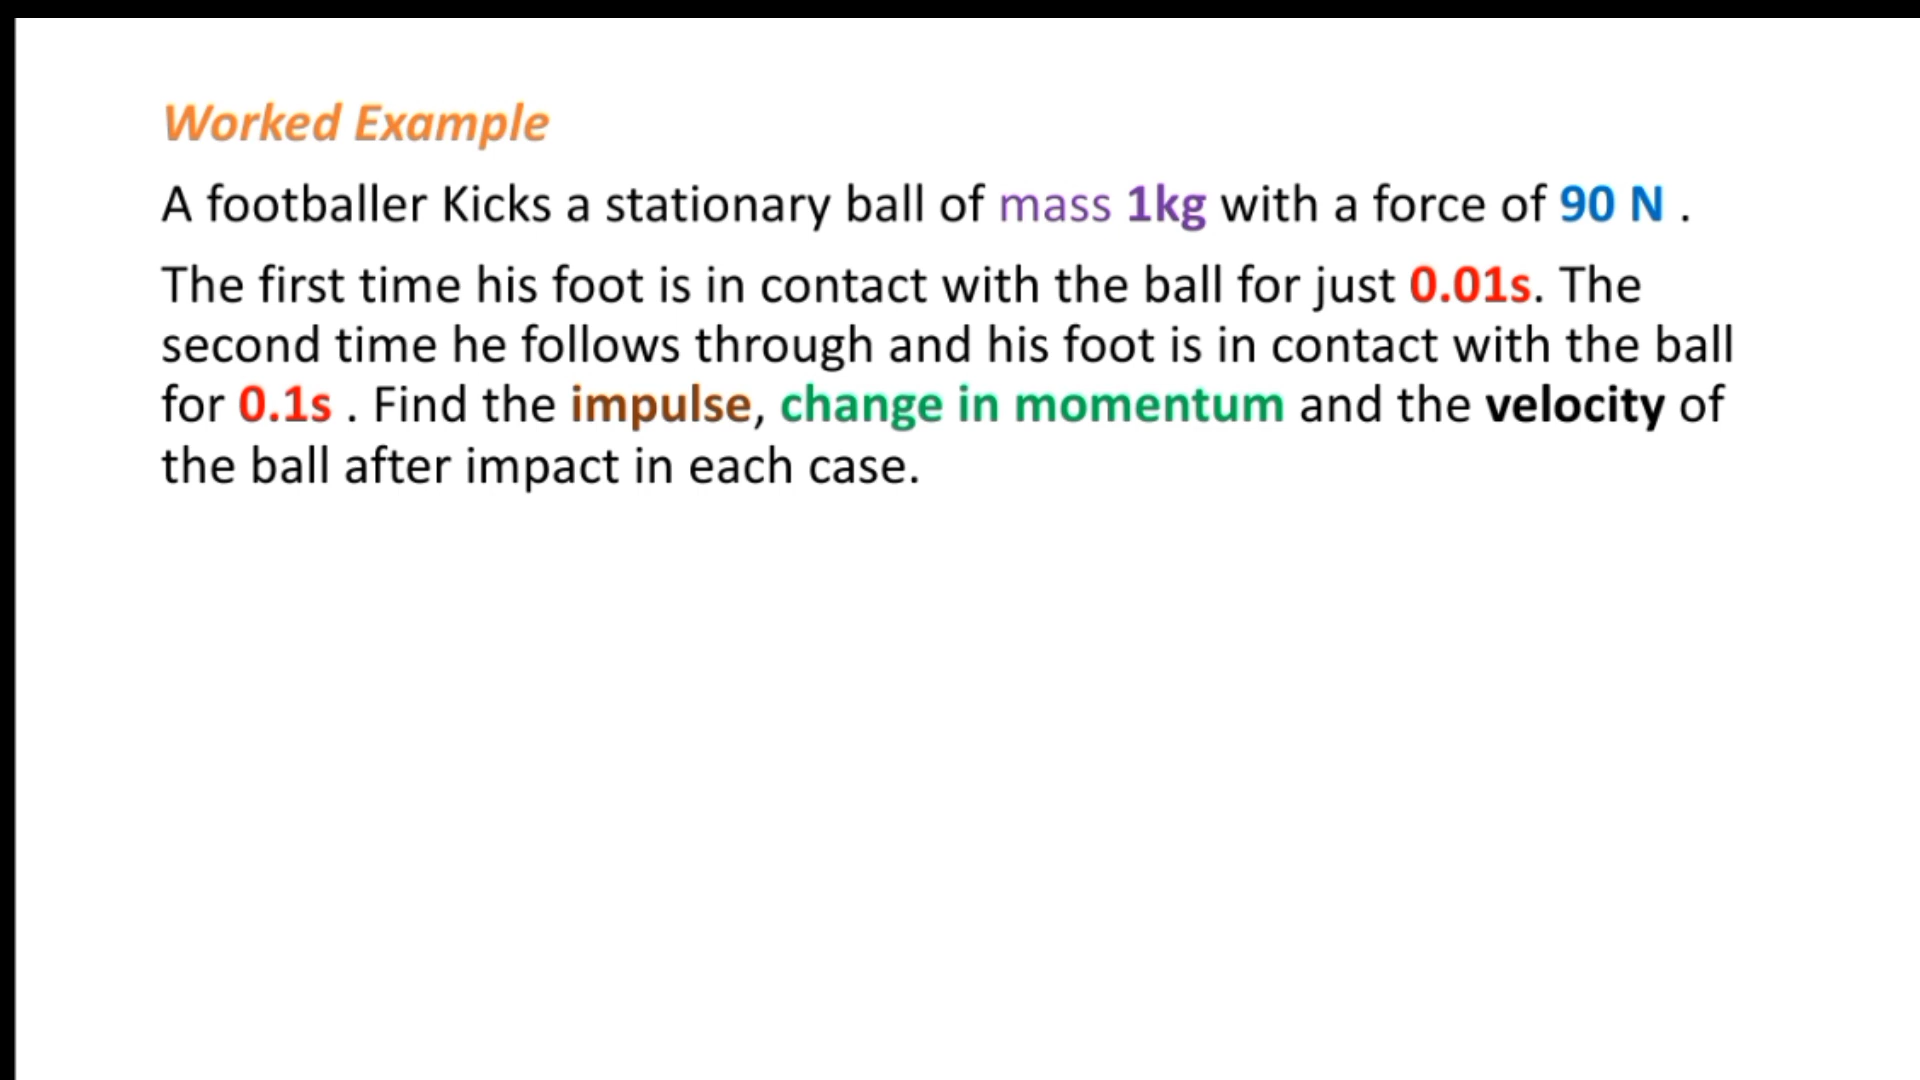 Worked Example
A footballer Kicks a stationary ball of mass 1kg with a force of 90 N .
The first time his foot is in contact with the ball for just 0.01s. The
second time he follows through and his foot is in contact with the ball
for 0.1s . Find the impulse, change in momentum and the velocity of
the ball after impact in each case.